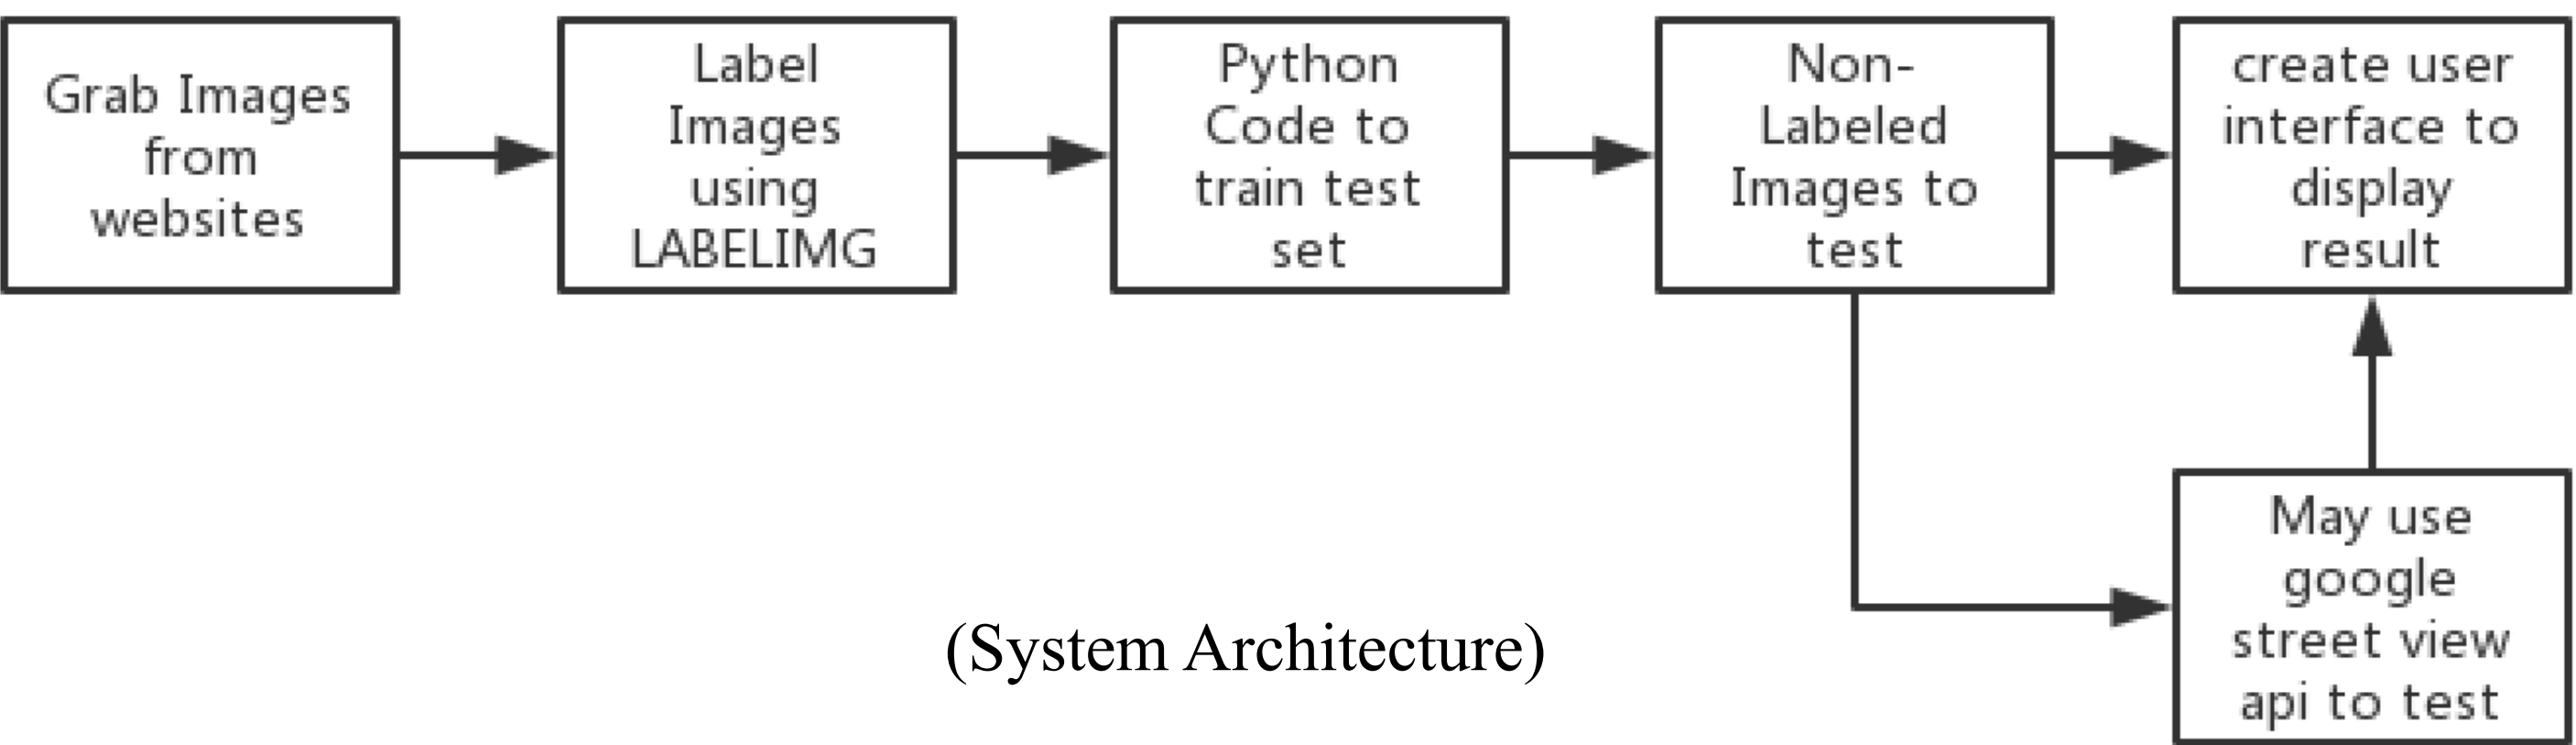 Grab Images
from
websites
Label
Images
using
LABELIMG
Python
Code to
train test
set
Non-
Labeled
Images to
test
create user
interface to
display
result
May use
google
street view
api to test
(System Architecture)